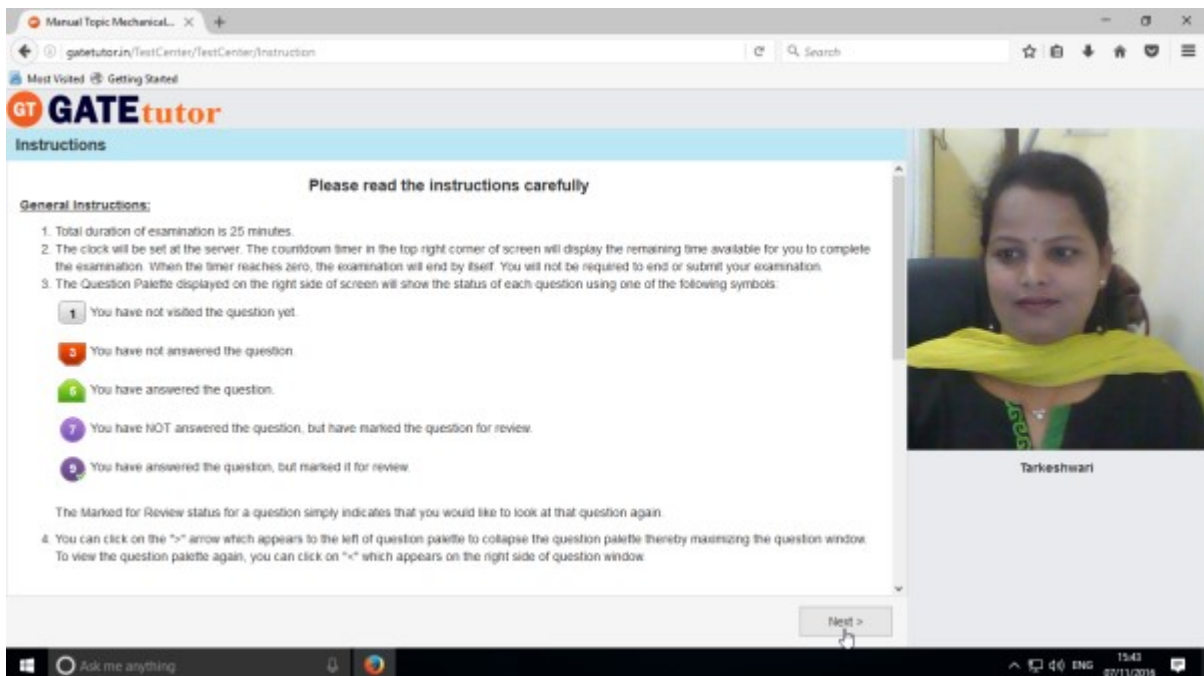 Manual Topic Mechanical...
gatetutor.in/TestCenter/TestCenter/Instruction
Search
Most Visited Getting Started
GT GATEtutor
Instructions
Please read the instructions carefully
General Instructions:
1. Total duration of examination is 25 minutes.
2. The clock will be set at the server. The countdown timer in the top right corner of screen will display the remaining time available for you to complete
the examination. When the timer reaches zero, the examination will end by itself. You will not be required to end or submit your examination.
3. The Question Palette displayed on the right side of screen will show the status of each question using one of the following symbols:
1 You have not visited the question yet.
3 You have not answered the question.
5 You have answered the question.
7 You have NOT answered the question, but have marked the question for review.
9 You have answered the question, but marked it for review.
The Marked for Review status for a question simply indicates that you would like to look at that question again.
4. You can click on the ">" arrow which appears to the left of question palette to collapse the question palette thereby maximizing the question window.
To view the question palette again, you can click on "<" which appears on the right side of question window.
Tarkeshwari
Next >
Ask me anything
ENG
15:43
07/11/2016